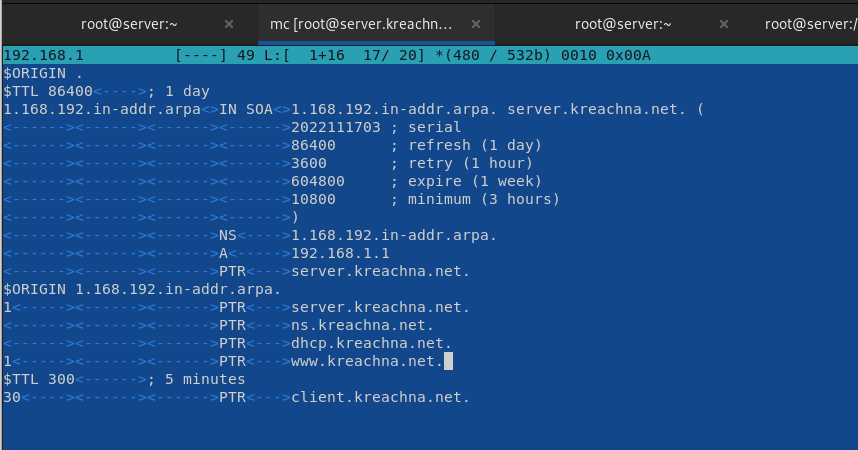 root@server:~ × mc [root@server.kreachn... × root@server:~ × root@server:/
192.168.1 [----] 49 L:[ 1+16 17/ 20] *(480 / 532b) 0010 0x00A
$ORIGIN .
$TTL 86400<---->; 1 day
1.168.192.in-addr.arpa<>IN SOA<>1.168.192.in-addr.arpa. server.kreachna.net. (
<------><------><------><------>2022111703 ; serial
<------><------><------><------>86400      ; refresh (1 day)
<------><------><------><------>3600       ; retry (1 hour)
<------><------><------><------>604800     ; expire (1 week)
<------><------><------><------>10800      ; minimum (3 hours)
<------><------><------><------>)
<------><------><------>NS<---->1.168.192.in-addr.arpa.
<------><------><------>A<----->192.168.1.1
<------><------><------>PTR<--->server.kreachna.net.
$ORIGIN 1.168.192.in-addr.arpa.
1<-----><------><------>PTR<--->server.kreachna.net.
<------><------><------>PTR<--->ns.kreachna.net.
<------><------><------>PTR<--->dhcp.kreachna.net.
1<-----><------><------>PTR<--->www.kreachna.net.
$TTL 300<------>; 5 minutes
30<----><------><------>PTR<--->client.kreachna.net.